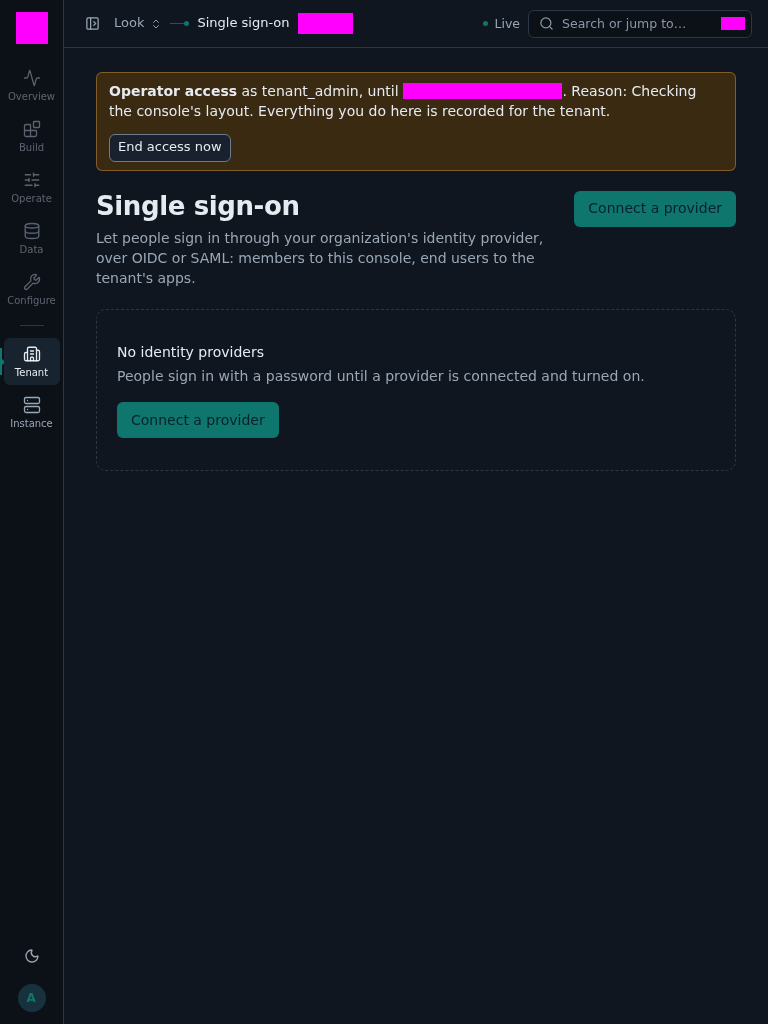 Look
Single sign-on
Live
Search or jump to...
Overview
Build
Operate
Data
Configure
Tenant
Instance
A
Operator access as tenant_admin, until . Reason: Checking
the console's layout. Everything you do here is recorded for the tenant.
End access now
Single sign-on
Connect a provider
Let people sign in through your organization's identity provider,
over OIDC or SAML: members to this console, end users to the
tenant's apps.
No identity providers
People sign in with a password until a provider is connected and turned on.
Connect a provider